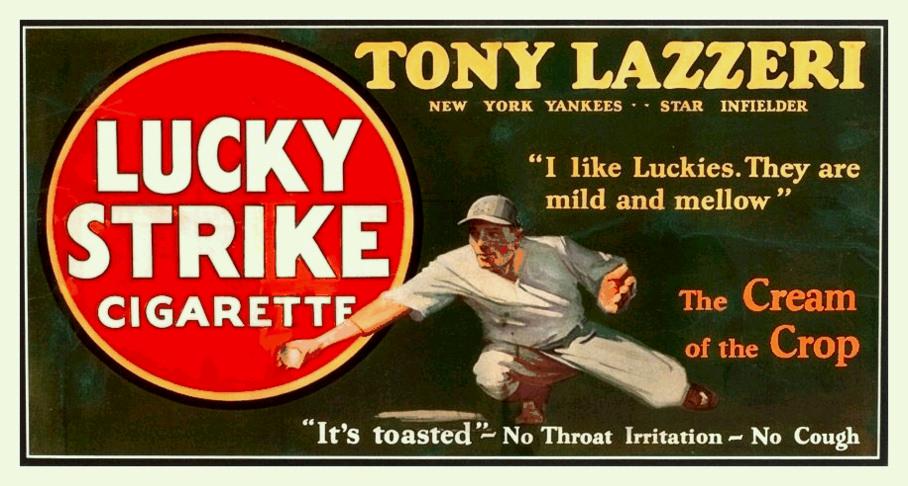 LUCKY
STRIKE
CIGARETTE
TONY LAZZERI
NEW YORK YANKEES · · STAR INFIELDER
“I like Luckies. They are
mild and mellow”
The Cream
of the Crop
“It's toasted”– No Throat Irritation – No Cough